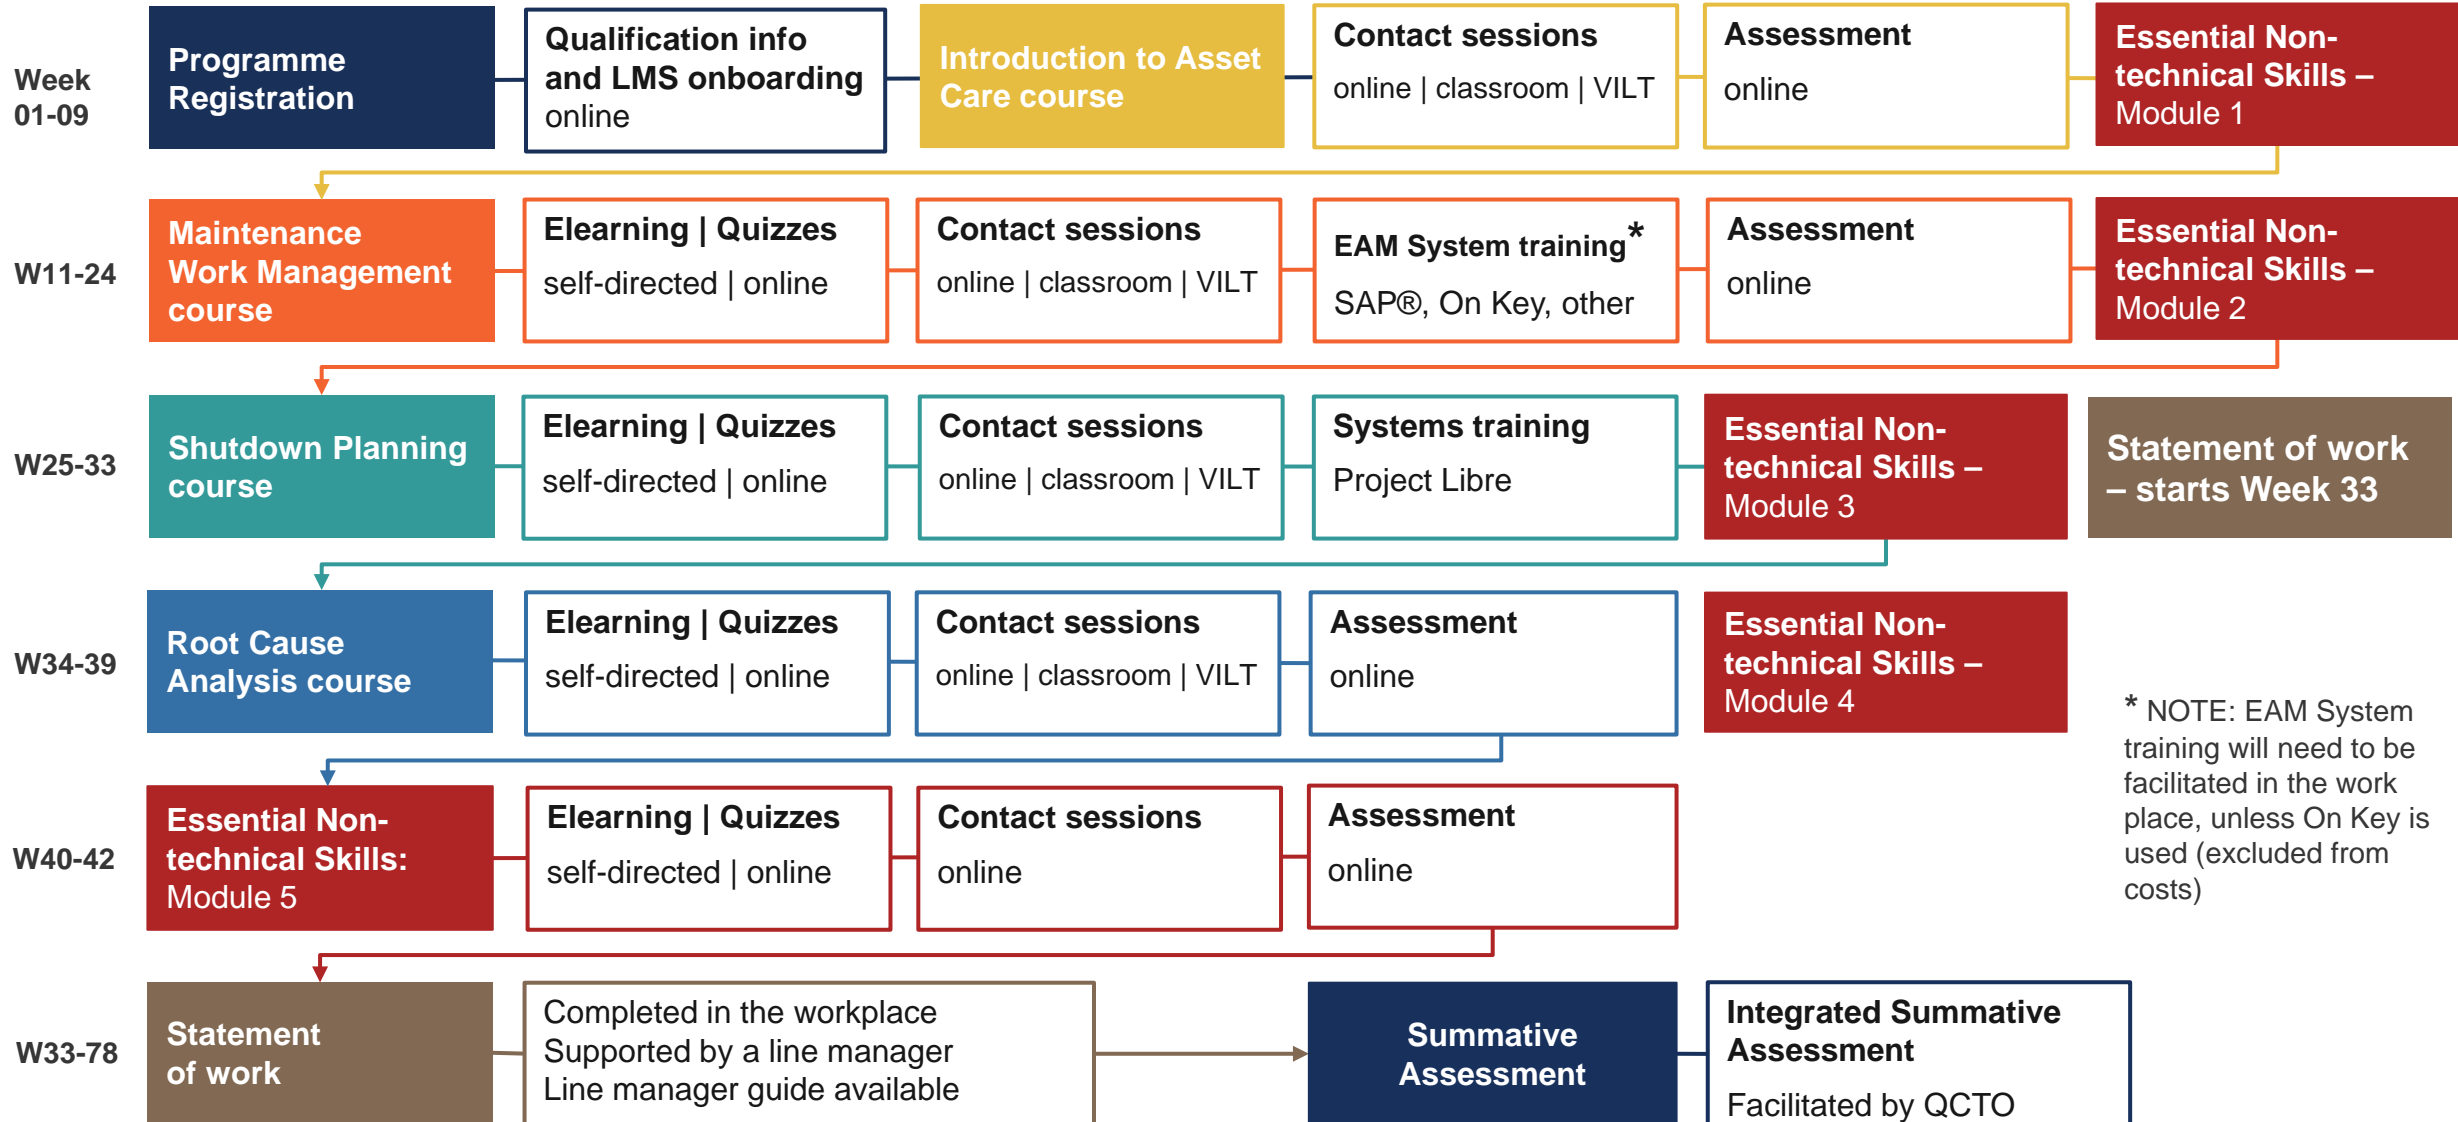 Week
01-09
Programme
Registration
Qualification info
and LMS onboarding
online
Introduction to Asset
Care course
Contact sessions
online | classroom | VILT
Assessment
online
Essential Non-
technical Skills –
Module 1
W11-24
Maintenance
Work Management
course
Elearning | Quizzes
self-directed | online
Contact sessions
online | classroom | VILT
EAM System training*
SAP®, On Key, other
Assessment
online
Essential Non-
technical Skills –
Module 2
W25-33
Shutdown Planning
course
Elearning | Quizzes
self-directed | online
Contact sessions
online | classroom | VILT
Systems training
Project Libre
Essential Non-
technical Skills –
Module 3
Statement of work
– starts Week 33
W34-39
Root Cause
Analysis course
Elearning | Quizzes
self-directed | online
Contact sessions
online | classroom | VILT
Assessment
online
Essential Non-
technical Skills –
Module 4
* NOTE: EAM System
training will need to be
facilitated in the work
place, unless On Key is
used (excluded from
costs)
W40-42
Essential Non-
technical Skills:
Module 5
Elearning | Quizzes
self-directed | online
Contact sessions
online
Assessment
online
W33-78
Statement
of work
Completed in the workplace
Supported by a line manager
Line manager guide available
Summative
Assessment
Integrated Summative
Assessment
Facilitated by QCTO